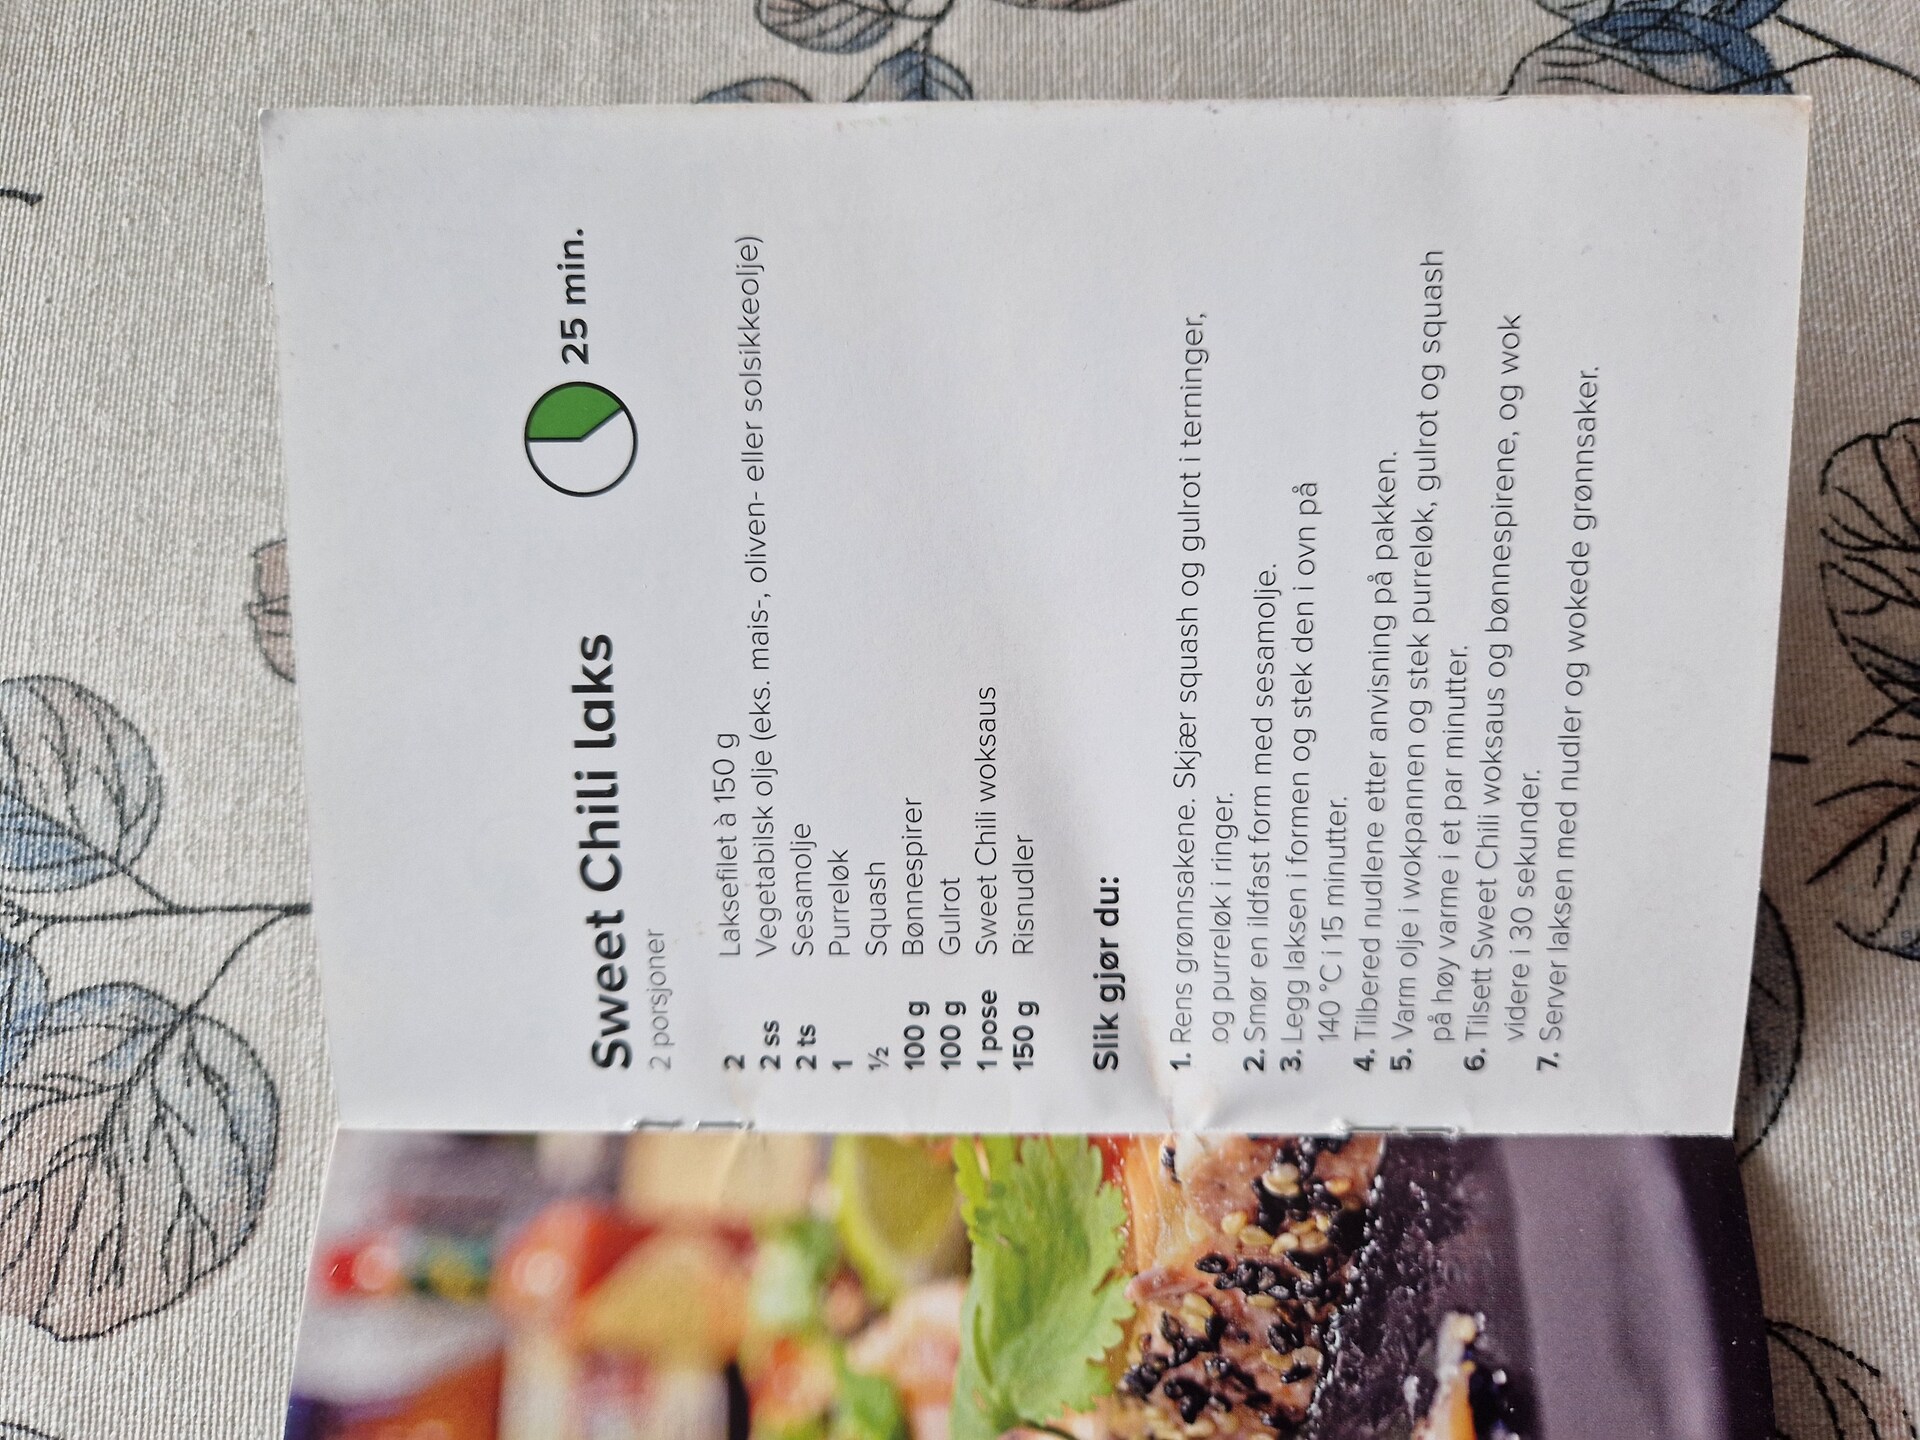 Sweet Chili laks
25 min.
2 porsjoner
2 Laksefilet à 150 g
2 ss Vegetabilsk olje (eks. mais-, oliven- eller solsikkeolje)
2 ts Sesamolje
1 Purreløk
½ Squash
100 g Bønnespirer
100 g Gulrot
1 pose Sweet Chili woksaus
150 g Risnudler
Slik gjør du:
1. Rens grønnsakene. Skjær squash og gulrot i terninger,
og purreløk i ringer.
2. Smør en ildfast form med sesamolje.
3. Legg laksen i formen og stek den i ovn på
140 °C i 15 minutter.
4. Tilbered nudlene etter anvisning på pakken.
5. Varm olje i wokpannen og stek purreløk, gulrot og squash
på høy varme i et par minutter.
6. Tilsett Sweet Chili woksaus og bønnespirene, og wok
videre i 30 sekunder.
7. Server laksen med nudler og wokede grønnsaker.